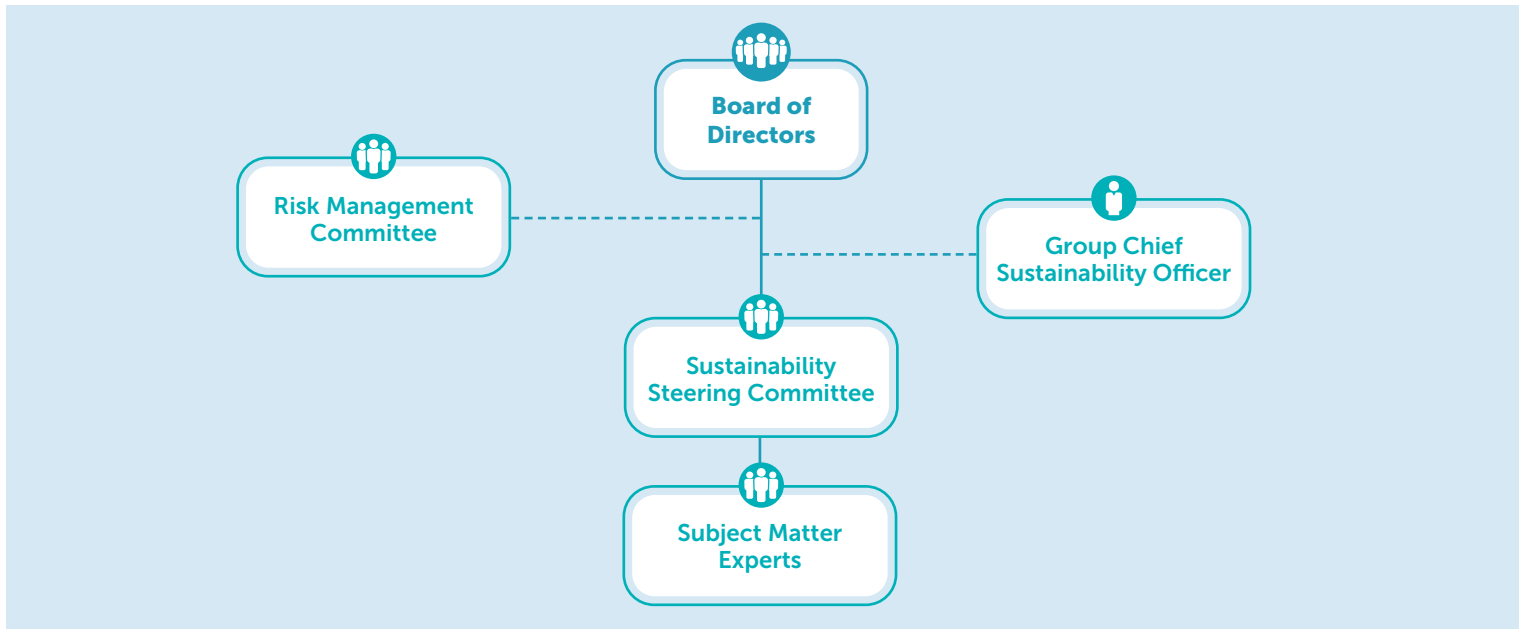 Board of
Directors
Risk Management
Committee
Group Chief
Sustainability Officer
Sustainability
Steering Committee
Subject Matter
Experts